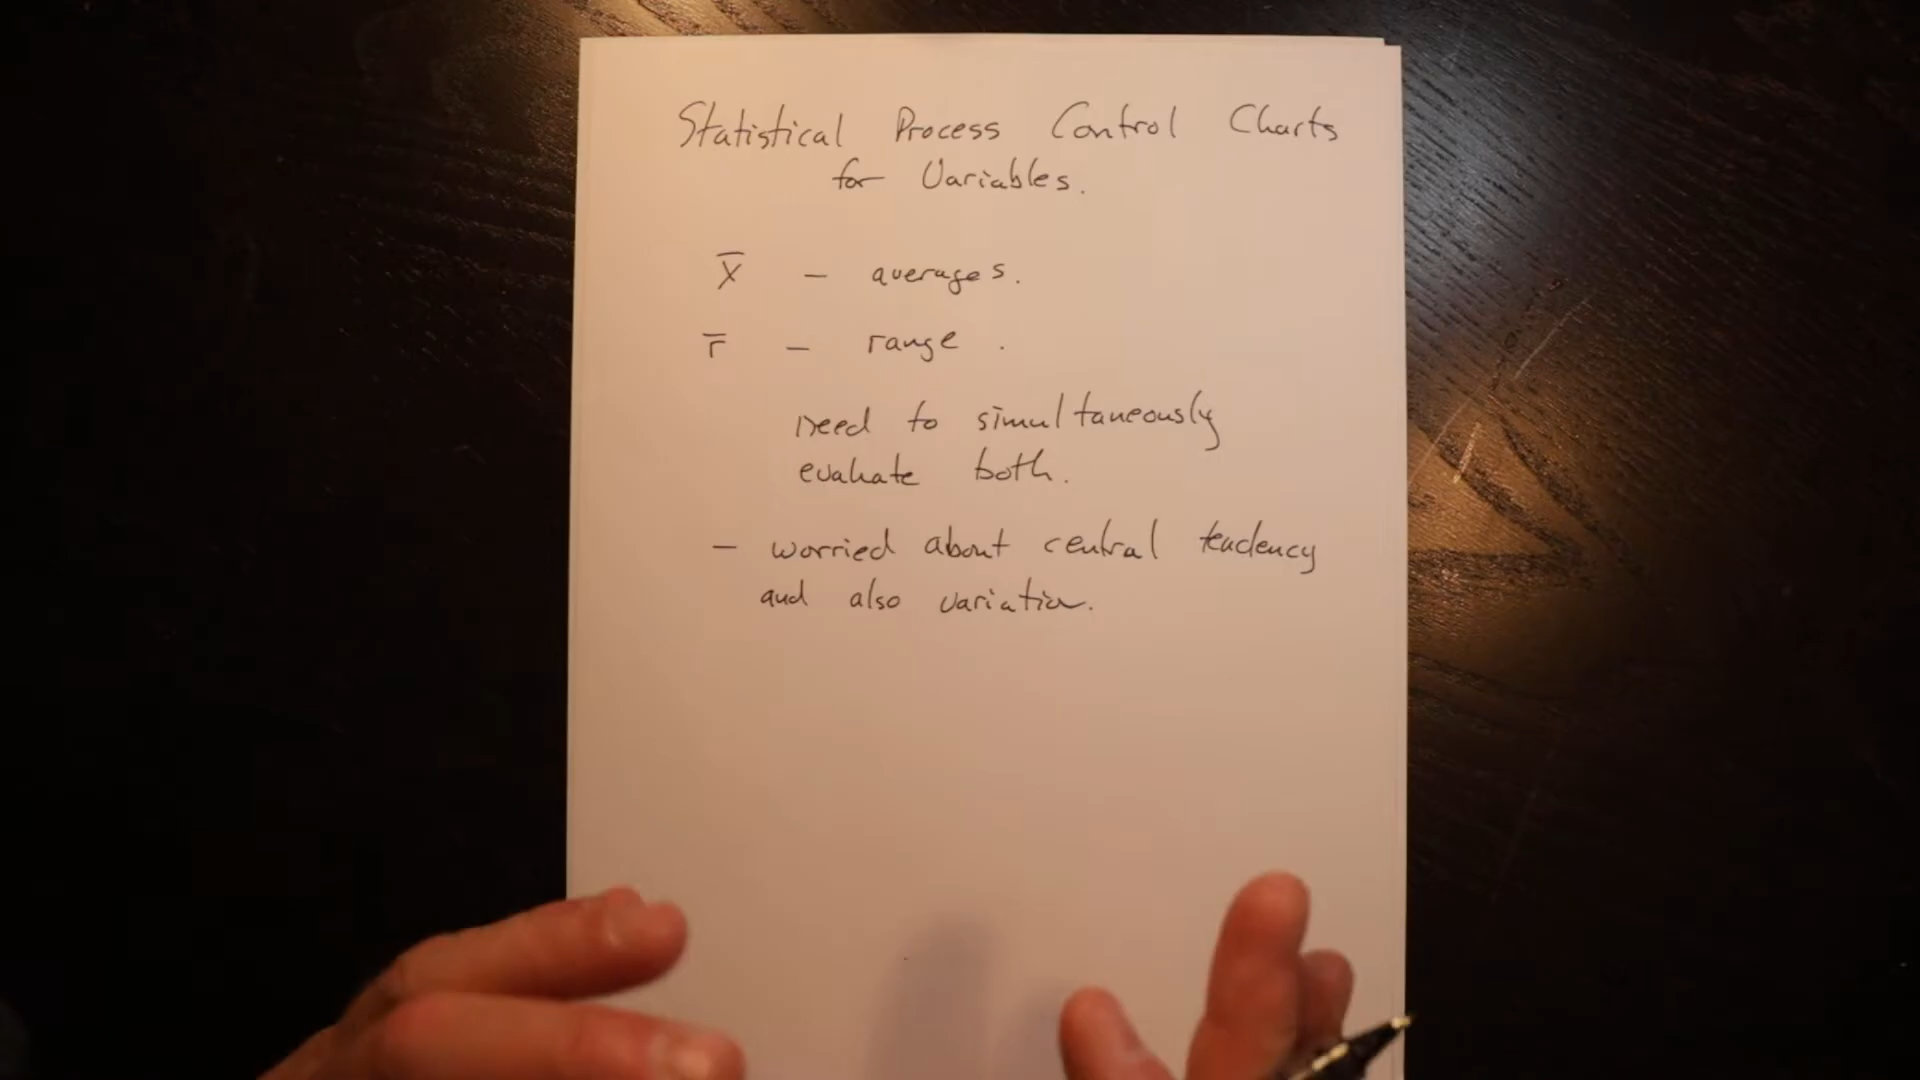 Statistical Process Control Charts
for Variables.
X̅ - averages.
r̅ - range.
need to simultaneously
evaluate both.
- worried about central tendency
and also variation.